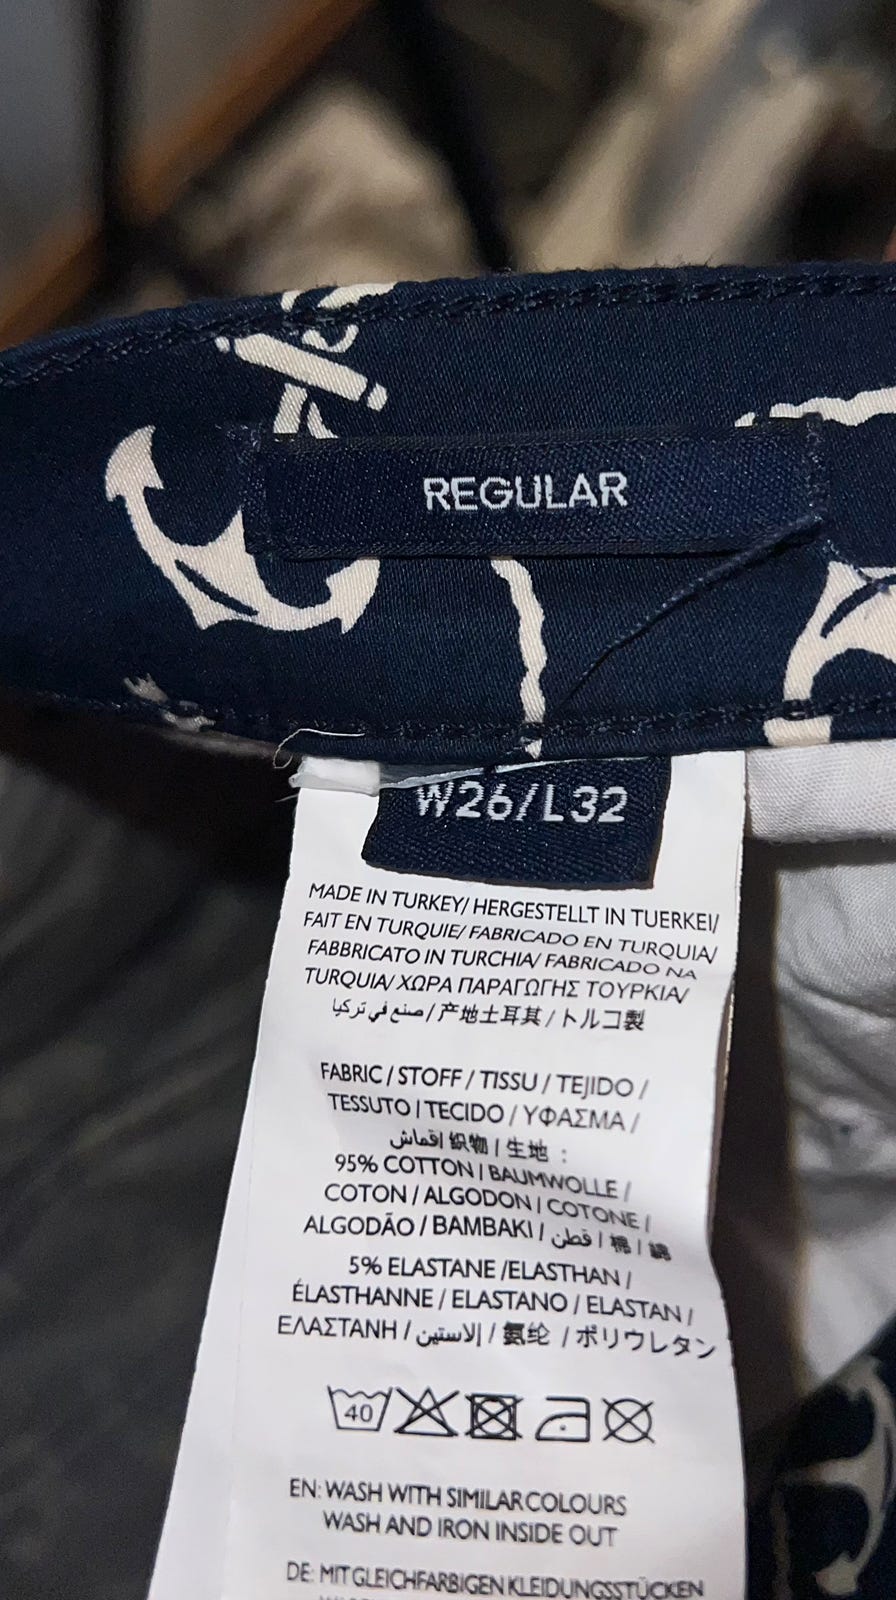 REGULAR
W26/L32
MADE IN TURKEY/ HERGESTELLT IN TUERKEI/
FAIT EN TURQUIE/ FABRICADO EN TURQUIA/
FABBRICATO IN TURCHIA/ FABRICADO NA
TURQUIA/ ΧΩΡΑ ΠΑΡΑΓΩΓΗΣ ΤΟΥΡΚΙΑ/
صنع في تركيا / 产地土耳其 / トルコ製
FABRIC / STOFF / TISSU / TEJIDO /
TESSUTO / TECIDO / ΥΦΑΣΜΑ /
اقماش/ 织物 / 生地 :
95% COTTON / BAUMWOLLE /
COTON / ALGODON / COTONE /
ALGODÃO / BAMBAKI / قطن / 棉 / 綿
5% ELASTANE /ELASTHAN /
ÉLASTHANNE / ELASTANO / ELASTAN /
ΕΛΑΣΤΑΝΗ / الاستين / 氨纶 / ポリウレタン
40
EN: WASH WITH SIMILAR COLOURS
WASH AND IRON INSIDE OUT
DE: MIT GLEICHFARBIGEN KLEIDUNGSSTÜCKEN